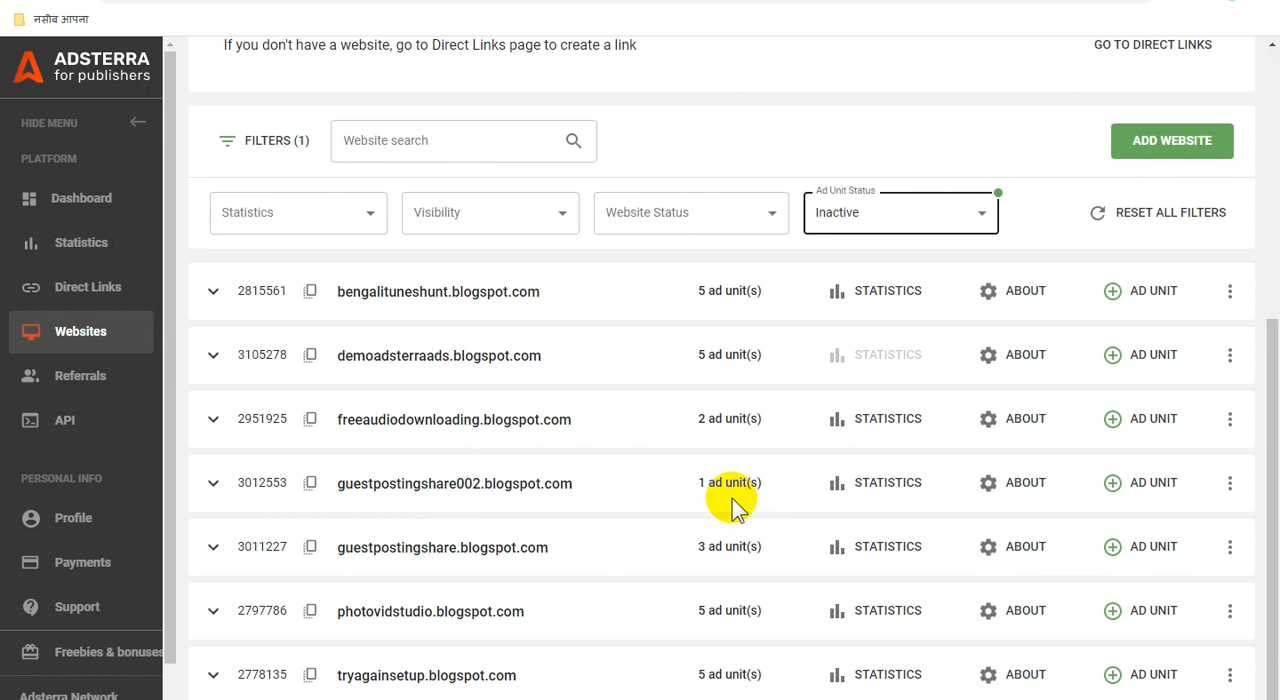 नसीब आपना
ADSTERRA
for publishers
HIDE MENU
PLATFORM
Dashboard
Statistics
Direct Links
Websites
Referrals
API
PERSONAL INFO
Profile
Payments
Support
Freebies & bonuses
Adsterra Network
If you don't have a website, go to Direct Links page to create a link
GO TO DIRECT LINKS
FILTERS (1)
Website search
ADD WEBSITE
Statistics
Visibility
Website Status
Ad Unit Status
Inactive
RESET ALL FILTERS
2815561 bengalituneshunt.blogspot.com 5 ad unit(s) STATISTICS ABOUT AD UNIT
3105278 demoadsterraads.blogspot.com 5 ad unit(s) STATISTICS ABOUT AD UNIT
2951925 freeaudiodownloading.blogspot.com 2 ad unit(s) STATISTICS ABOUT AD UNIT
3012553 guestpostingshare002.blogspot.com 1 ad unit(s) STATISTICS ABOUT AD UNIT
3011227 guestpostingshare.blogspot.com 3 ad unit(s) STATISTICS ABOUT AD UNIT
2797786 photovidstudio.blogspot.com 5 ad unit(s) STATISTICS ABOUT AD UNIT
2778135 tryagainsetup.blogspot.com 5 ad unit(s) STATISTICS ABOUT AD UNIT